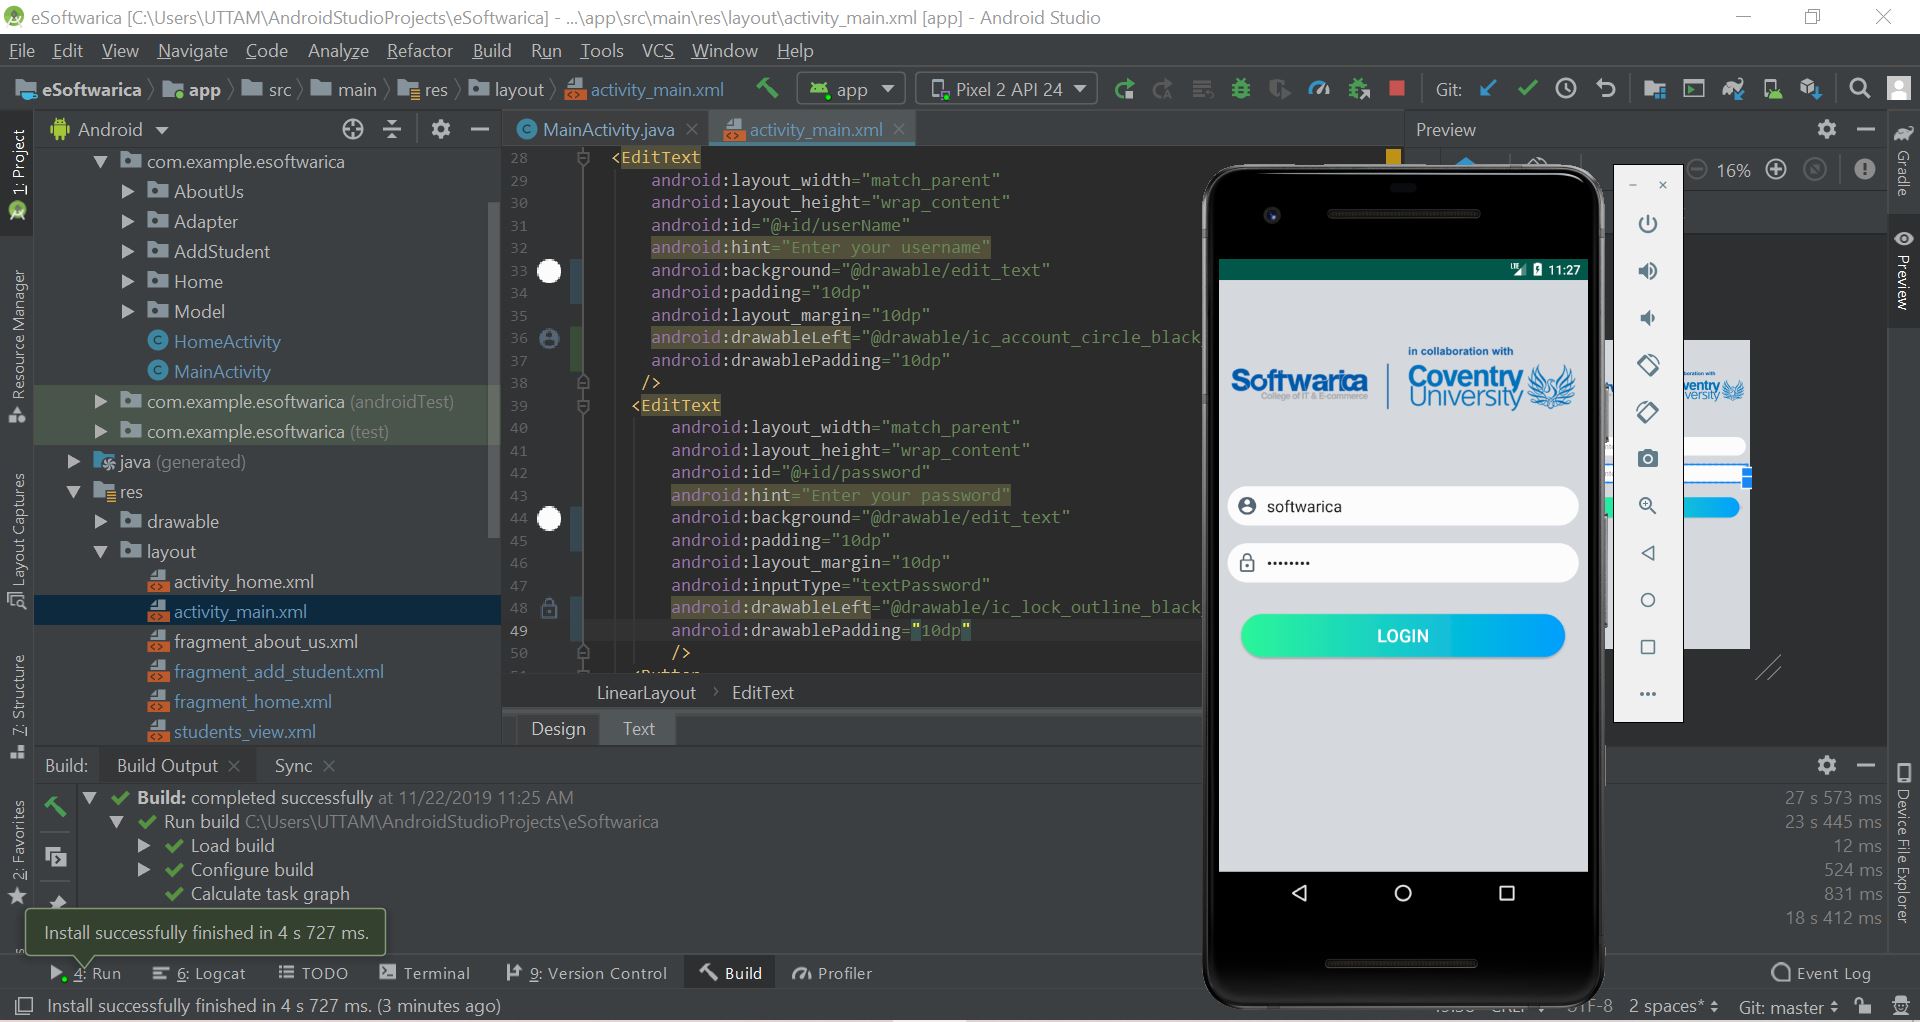 eSoftwarica [C:\Users\UTTAM\AndroidStudioProjects\eSoftwarica] - ...\app\src\main\res\layout\activity_main.xml [app] - Android Studio
File Edit View Navigate Code Analyze Refactor Build Run Tools VCS Window Help
eSoftwarica app src main res layout activity_main.xml app Pixel 2 API 24 Git:
1: Project
Resource Manager
Layout Captures
7: Structure
2: Favorites
Android
com.example.esoftwarica
AboutUs
Adapter
AddStudent
Home
Model
HomeActivity
MainActivity
com.example.esoftwarica (androidTest)
com.example.esoftwarica (test)
java (generated)
res
drawable
layout
activity_home.xml
activity_main.xml
fragment_about_us.xml
fragment_add_student.xml
fragment_home.xml
students_view.xml
MainActivity.java activity_main.xml
28 <EditText
29 android:layout_width="match_parent"
30 android:layout_height="wrap_content"
31 android:id="@+id/userName"
32 android:hint="Enter your username"
33 android:background="@drawable/edit_text"
34 android:padding="10dp"
35 android:layout_margin="10dp"
36 android:drawableLeft="@drawable/ic_account_circle_black_
37 android:drawablePadding="10dp"
38 />
39 <EditText
40 android:layout_width="match_parent"
41 android:layout_height="wrap_content"
42 android:id="@+id/password"
43 android:hint="Enter your password"
44 android:background="@drawable/edit_text"
45 android:padding="10dp"
46 android:layout_margin="10dp"
47 android:inputType="textPassword"
48 android:drawableLeft="@drawable/ic_lock_outline_black_
49 android:drawablePadding="10dp"
50 />
LinearLayout EditText
Design Text
Preview
16%
11:27
in collaboration with
Softwarica
College of IT & E-commerce
Coventry
University
softwarica
••••••••
LOGIN
Gradle
Preview
Device File Explorer
Build: Build Output Sync
Build: completed successfully at 11/22/2019 11:25 AM 27 s 573 ms
Run build C:\Users\UTTAM\AndroidStudioProjects\eSoftwarica 23 s 445 ms
Load build 12 ms
Configure build 524 ms
Calculate task graph 831 ms
18 s 412 ms
Install successfully finished in 4 s 727 ms.
4: Run 6: Logcat TODO Terminal 9: Version Control Build Profiler Event Log
Install successfully finished in 4 s 727 ms. (3 minutes ago) 2 spaces* Git: master